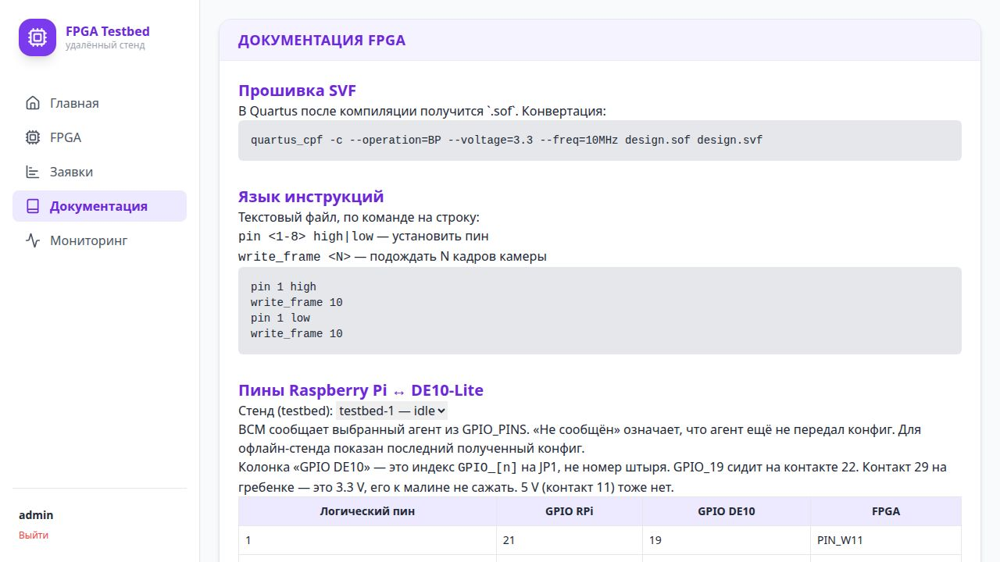 FPGA Testbed
удалённый стенд
Главная
FPGA
Заявки
Документация
Мониторинг
admin
Выйти
ДОКУМЕНТАЦИЯ FPGA
Прошивка SVF
В Quartus после компиляции получится `.sof`. Конвертация:
quartus_cpf -c --operation=BP --voltage=3.3 --freq=10MHz design.sof design.svf
Язык инструкций
Текстовый файл, по команде на строку:
pin <1-8> high|low — установить пин
write_frame <N> — подождать N кадров камеры
pin 1 high
write_frame 10
pin 1 low
write_frame 10
Пины Raspberry Pi ↔ DE10-Lite
Стенд (testbed): testbed-1 — idle
BCM сообщает выбранный агент из GPIO_PINS. «Не сообщён» означает, что агент ещё не передал конфиг. Для
офлайн-стенда показан последний полученный конфиг.
Колонка «GPIO DE10» — это индекс GPIO_[n] на JP1, не номер штыря. GPIO_19 сидит на контакте 22. Контакт 29 на
гребенке — это 3.3 V, его к малине не сажать. 5 V (контакт 11) тоже нет.
Логический пин GPIO RPi GPIO DE10 FPGA
1 21 19 PIN_W11